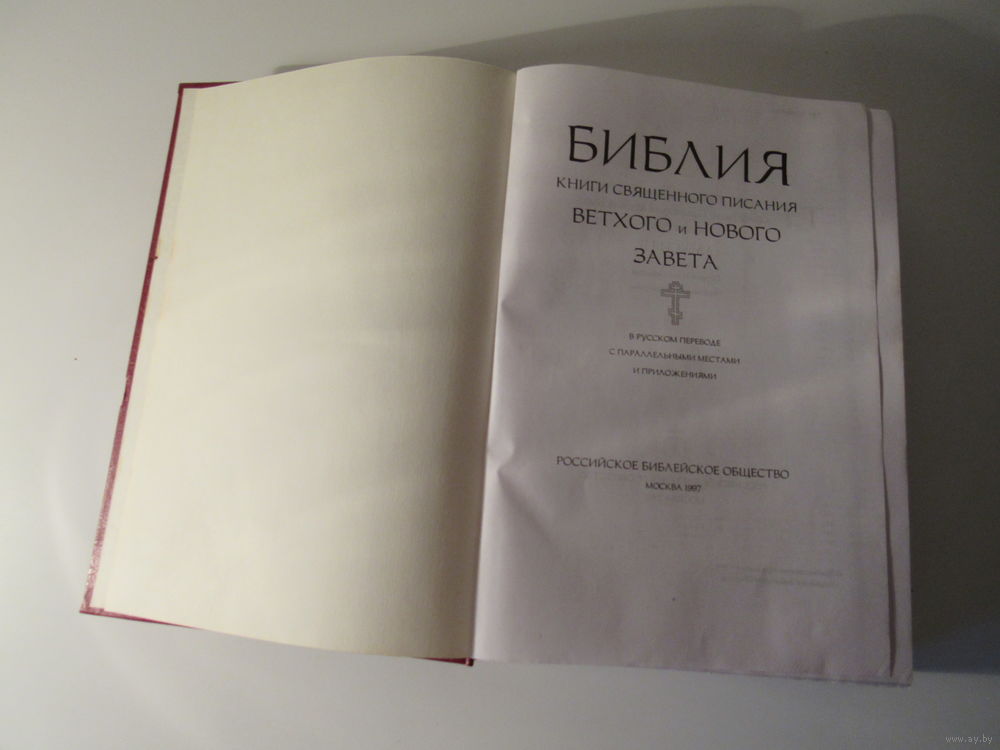 БИБЛИЯ
КНИГИ СВЯЩЕННОГО ПИСАНИЯ
ВЕТХОГО и НОВОГО
ЗАВЕТА
В РУССКОМ ПЕРЕВОДЕ
С ПАРАЛЛЕЛЬНЫМИ МЕСТАМИ
И ПРИЛОЖЕНИЯМИ
РОССИЙСКОЕ БИБЛЕЙСКОЕ ОБЩЕСТВО
МОСКВА 1997
www.ay.by